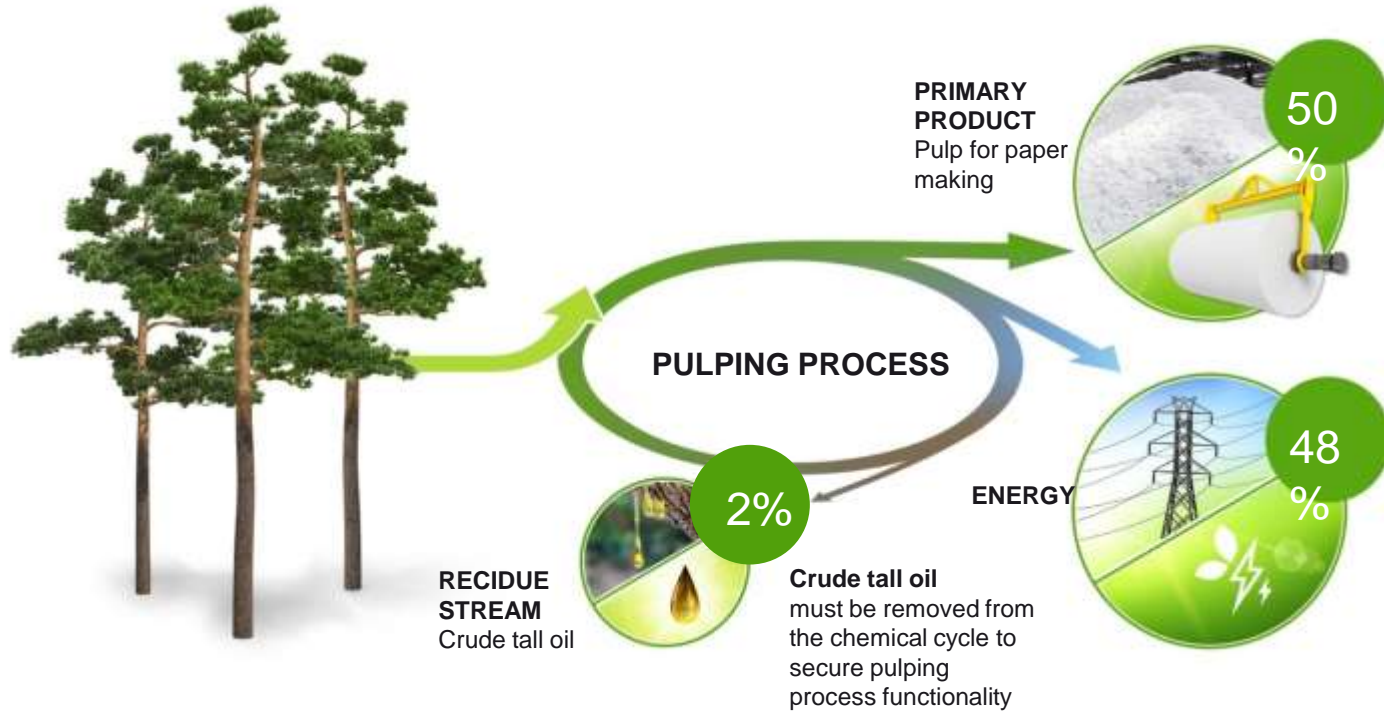 PRIMARY
PRODUCT
Pulp for paper
making
50
%
PULPING PROCESS
ENERGY
48
%
2%
RECIDUE
STREAM
Crude tall oil
Crude tall oil
must be removed from
the chemical cycle to
secure pulping
process functionality